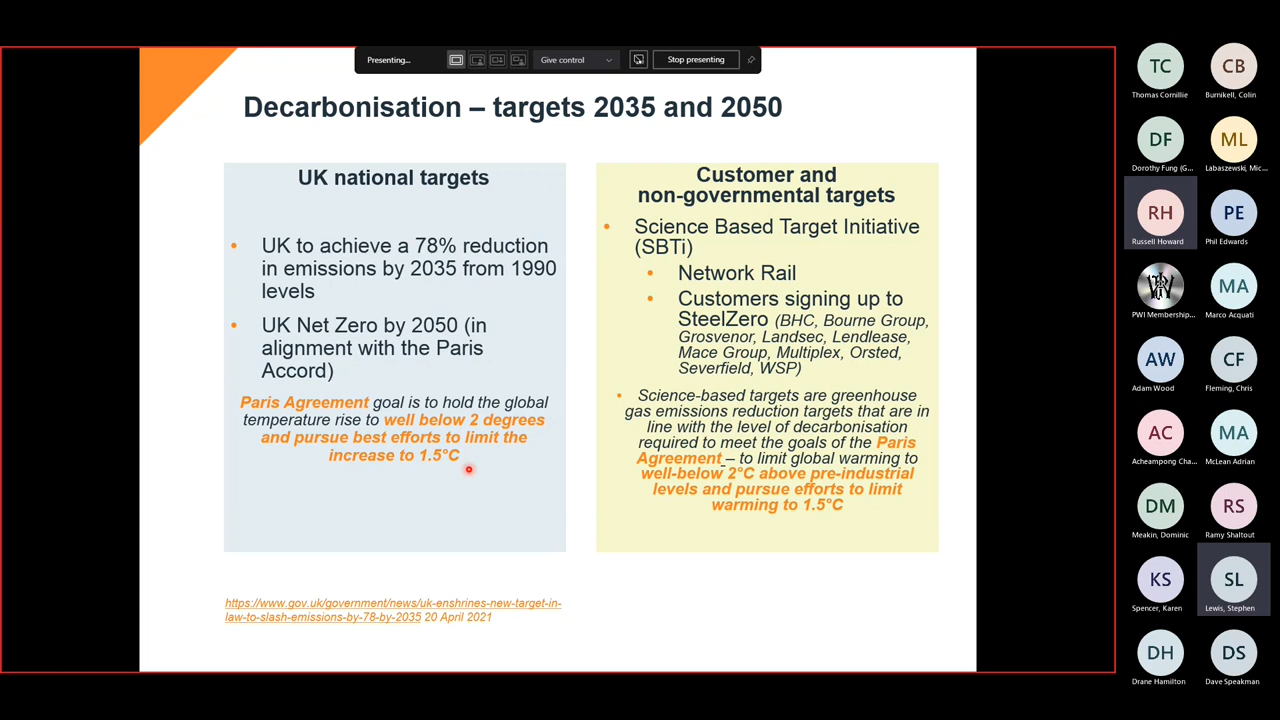 Presenting...
Give control
Stop presenting
Decarbonisation – targets 2035 and 2050
UK national targets
• UK to achieve a 78% reduction
in emissions by 2035 from 1990
levels
• UK Net Zero by 2050 (in
alignment with the Paris
Accord)
Paris Agreement goal is to hold the global
temperature rise to well below 2 degrees
and pursue best efforts to limit the
increase to 1.5°C
Customer and
non-governmental targets
• Science Based Target Initiative
(SBTi)
• Network Rail
• Customers signing up to
SteelZero (BHC, Bourne Group,
Grosvenor, Landsec, Lendlease,
Mace Group, Multiplex, Orsted,
Severfield, WSP)
• Science-based targets are greenhouse
gas emissions reduction targets that are in
line with the level of decarbonisation
required to meet the goals of the Paris
Agreement – to limit global warming to
well-below 2°C above pre-industrial
levels and pursue efforts to limit
warming to 1.5°C
https://www.gov.uk/government/news/uk-enshrines-new-target-in-
law-to-slash-emissions-by-78-by-2035 20 April 2021
TC
Thomas Cornillie
CB
Burnikell, Colin
DF
Dorothy Fung (G...
ML
Labaszewski, Mic...
RH
Russell Howard
PE
Phil Edwards
PWI Membership...
MA
Marco Acquati
AW
Adam Wood
CF
Fleming, Chris
AC
Acheampong Cha...
MA
McLean Adrian
DM
Meakin, Dominic
RS
Ramy Shaltout
KS
Spencer, Karen
SL
Lewis, Stephen
DH
Drane Hamilton
DS
Dave Speakman